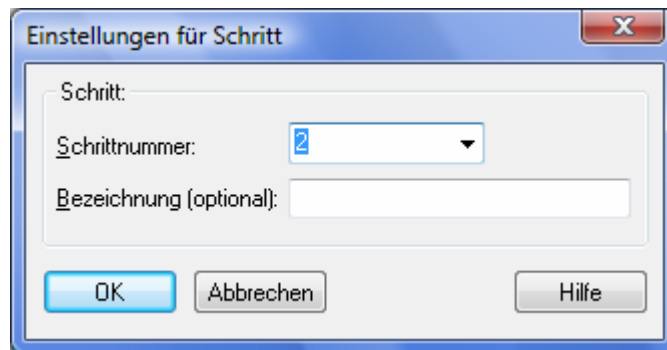 Einstellungen für Schritt
Schritt:
Schrittnummer: 2
Bezeichnung (optional):
OK Abbrechen Hilfe